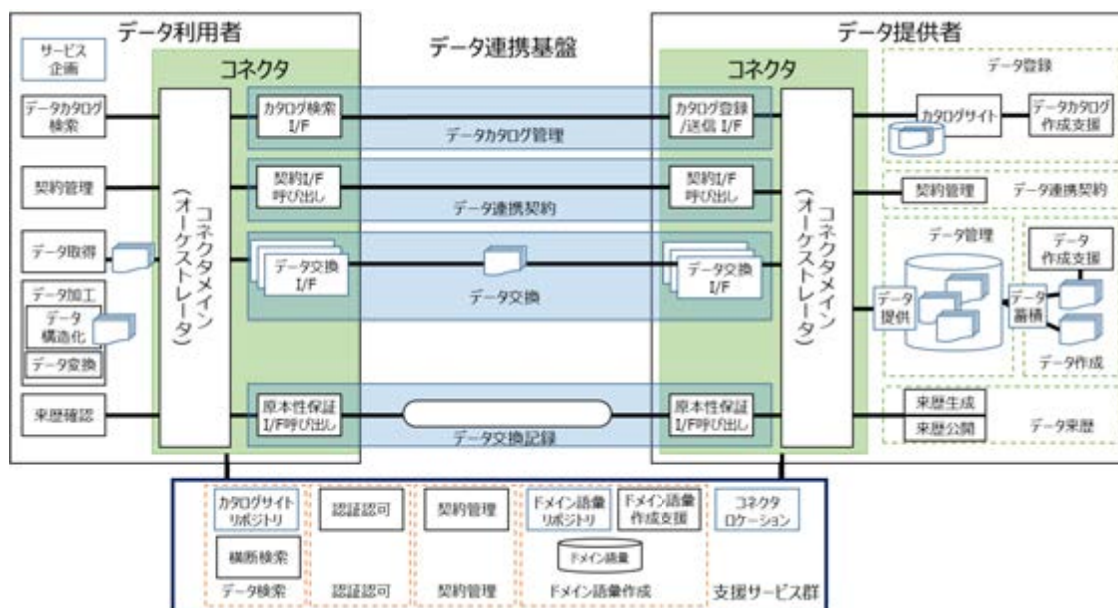 データ利用者
データ連携基盤
データ提供者
サービス
企画
コネクタ
コネクタ
データ登録
データカタログ
検索
カタログ検索
I/F
カタログ登録
/送信 I/F
カタログサイト
データカタログ
作成支援
データカタログ管理
契約管理
契約I/F
呼び出し
契約I/F
呼び出し
契約管理
データ連携契約
データ連携契約
コネクタメイン
(オーケストレータ)
コネクタメイン
(オーケストレータ)
データ取得
データ交換
I/F
データ交換
I/F
データ交換
データ管理
データ
作成支援
データ加工
データ
構造化
データ変換
データ
提供
データ
蓄積
データ作成
来歴確認
原本性保証
I/F呼び出し
原本性保証
I/F呼び出し
来歴生成
来歴公開
データ来歴
データ交換記録
カタログサイト
リポジトリ
認証認可
契約管理
ドメイン語彙
リポジトリ
ドメイン語彙
作成支援
コネクタ
ロケーション
横断検索
ドメイン語彙
データ検索
認証認可
契約管理
ドメイン語彙作成
支援サービス群